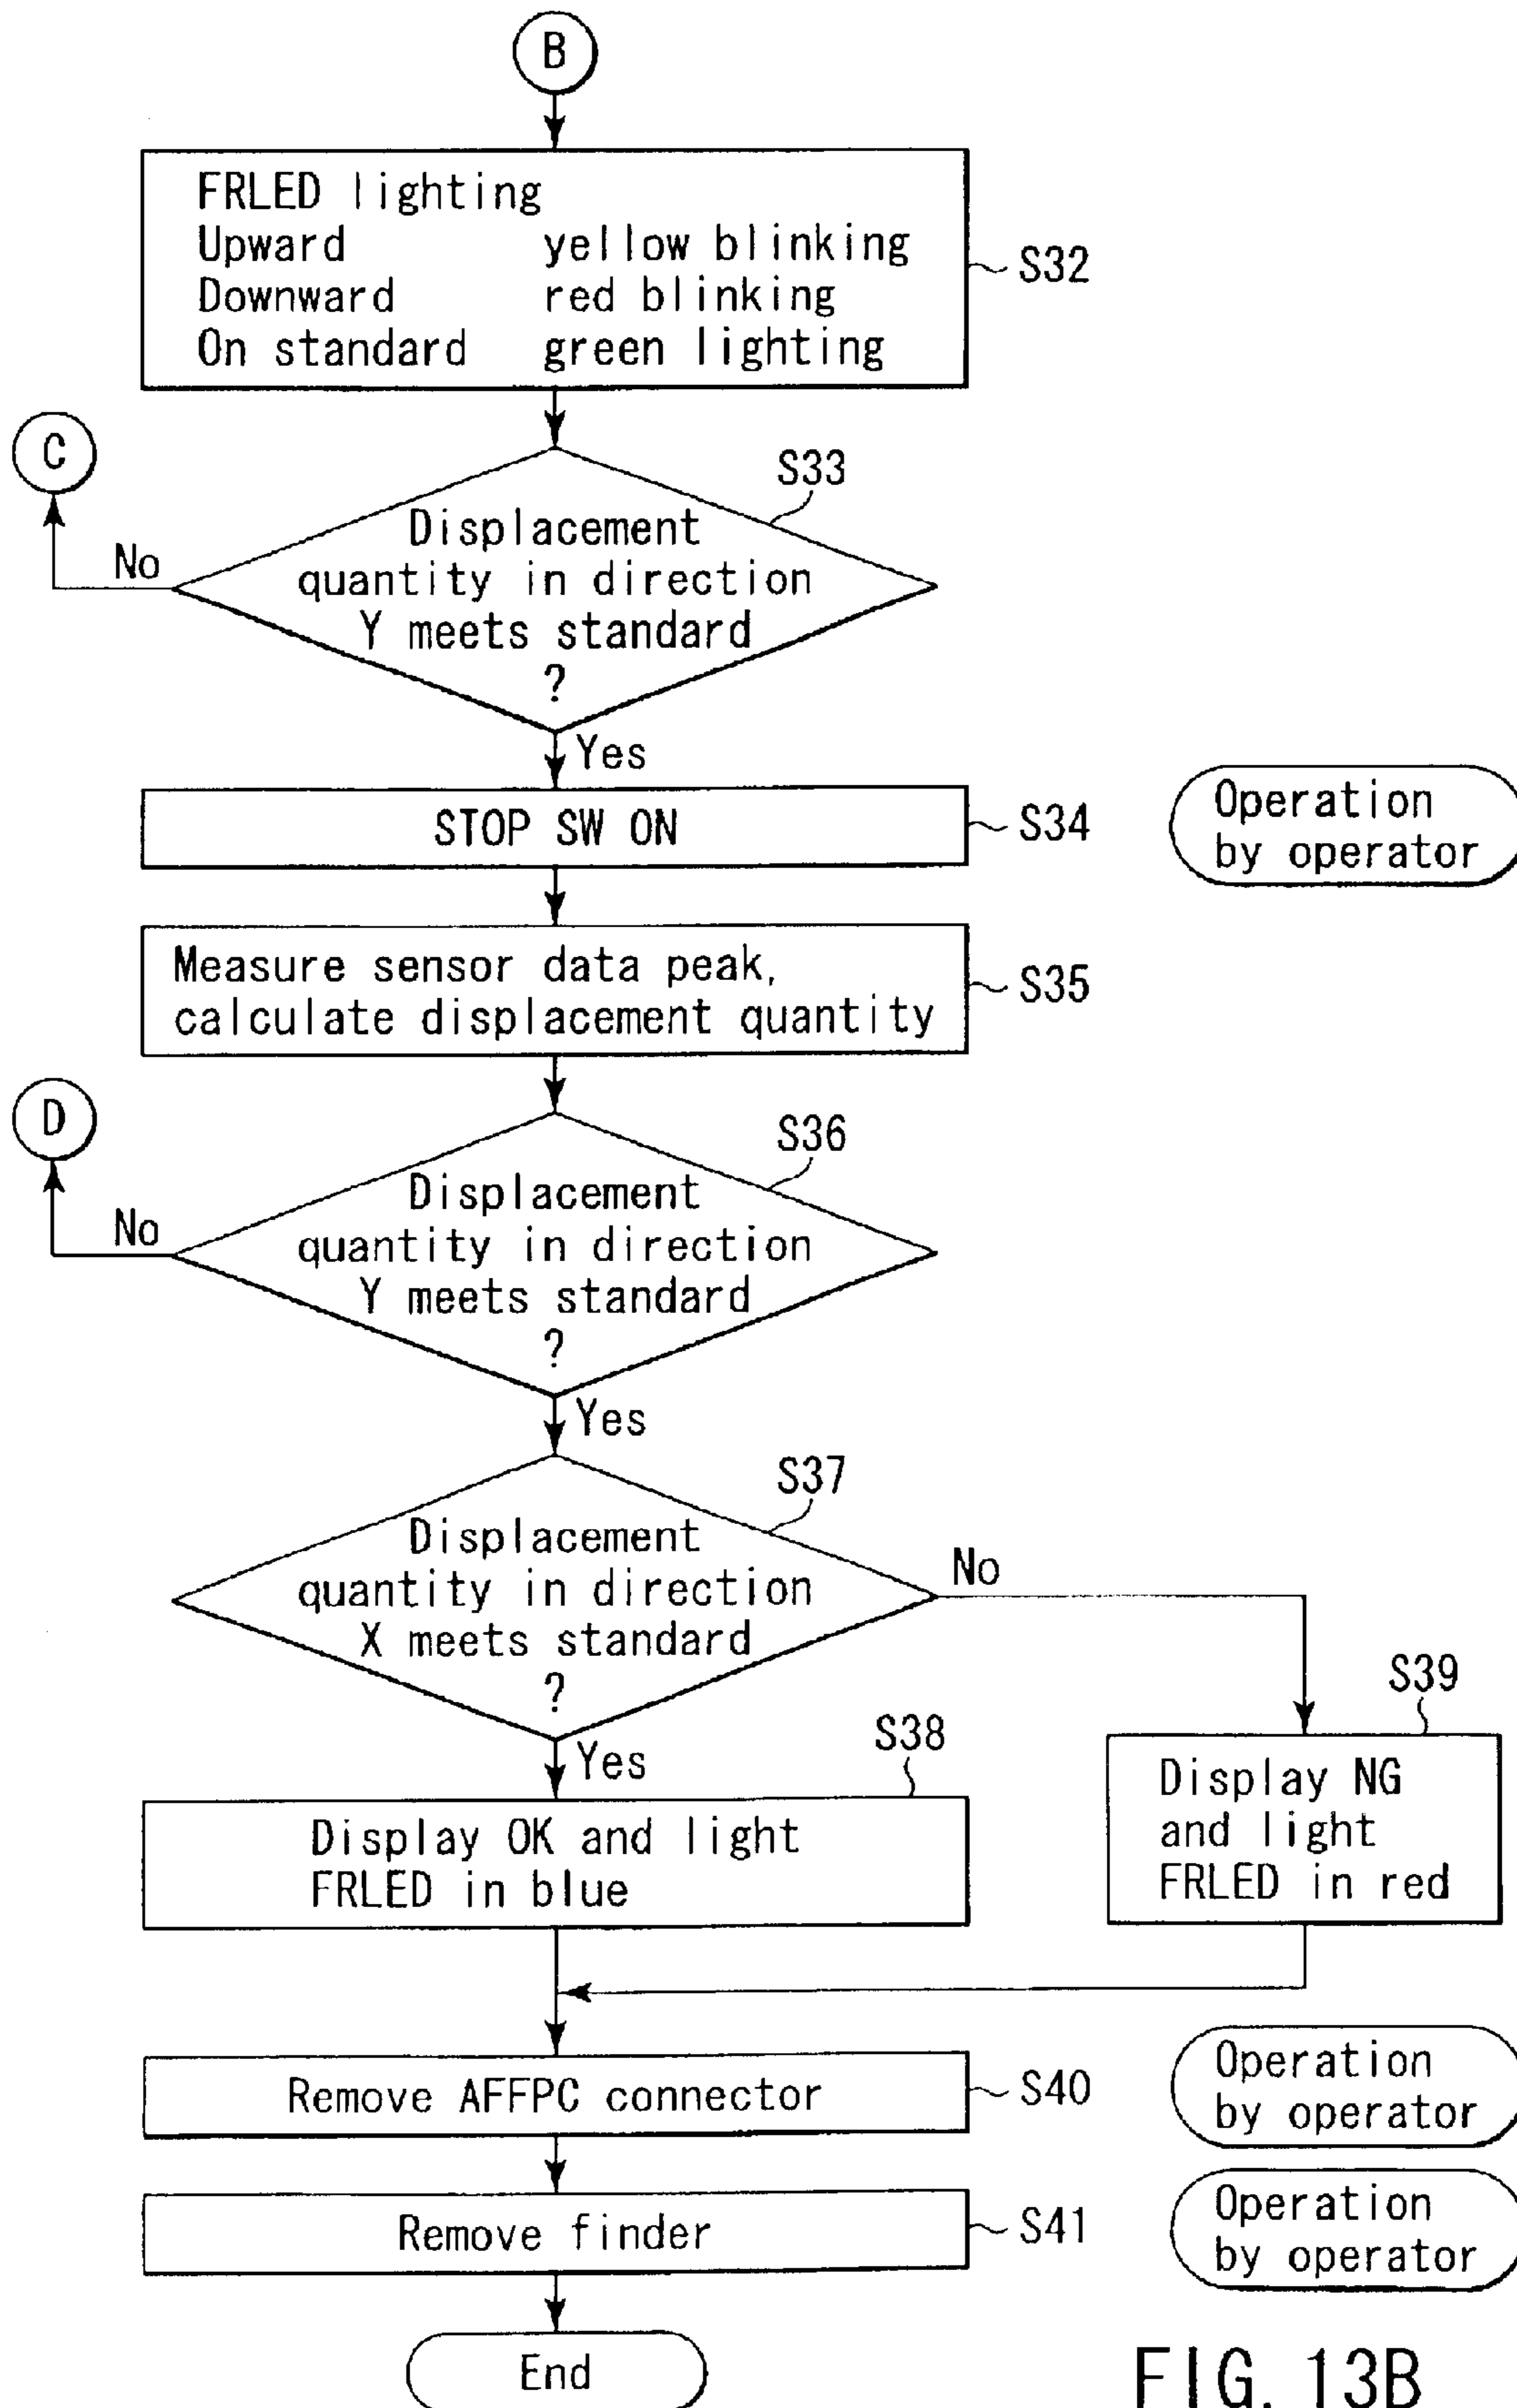 B
FRLED lighting
Upward yellow blinking
Downward red blinking
On standard green lighting
S32
C
S33
No
Displacement
quantity in direction
Y meets standard
?
Yes
STOP SW ON
S34
Operation
by operator
Measure sensor data peak,
calculate displacement quantity
S35
D
S36
No
Displacement
quantity in direction
Y meets standard
?
Yes
S37
Displacement
quantity in direction
X meets standard
?
No
Yes
S38
Display OK and light
FRLED in blue
S39
Display NG
and light
FRLED in red
Remove AFFPC connector
S40
Operation
by operator
Remove finder
S41
Operation
by operator
End
FIG. 13B